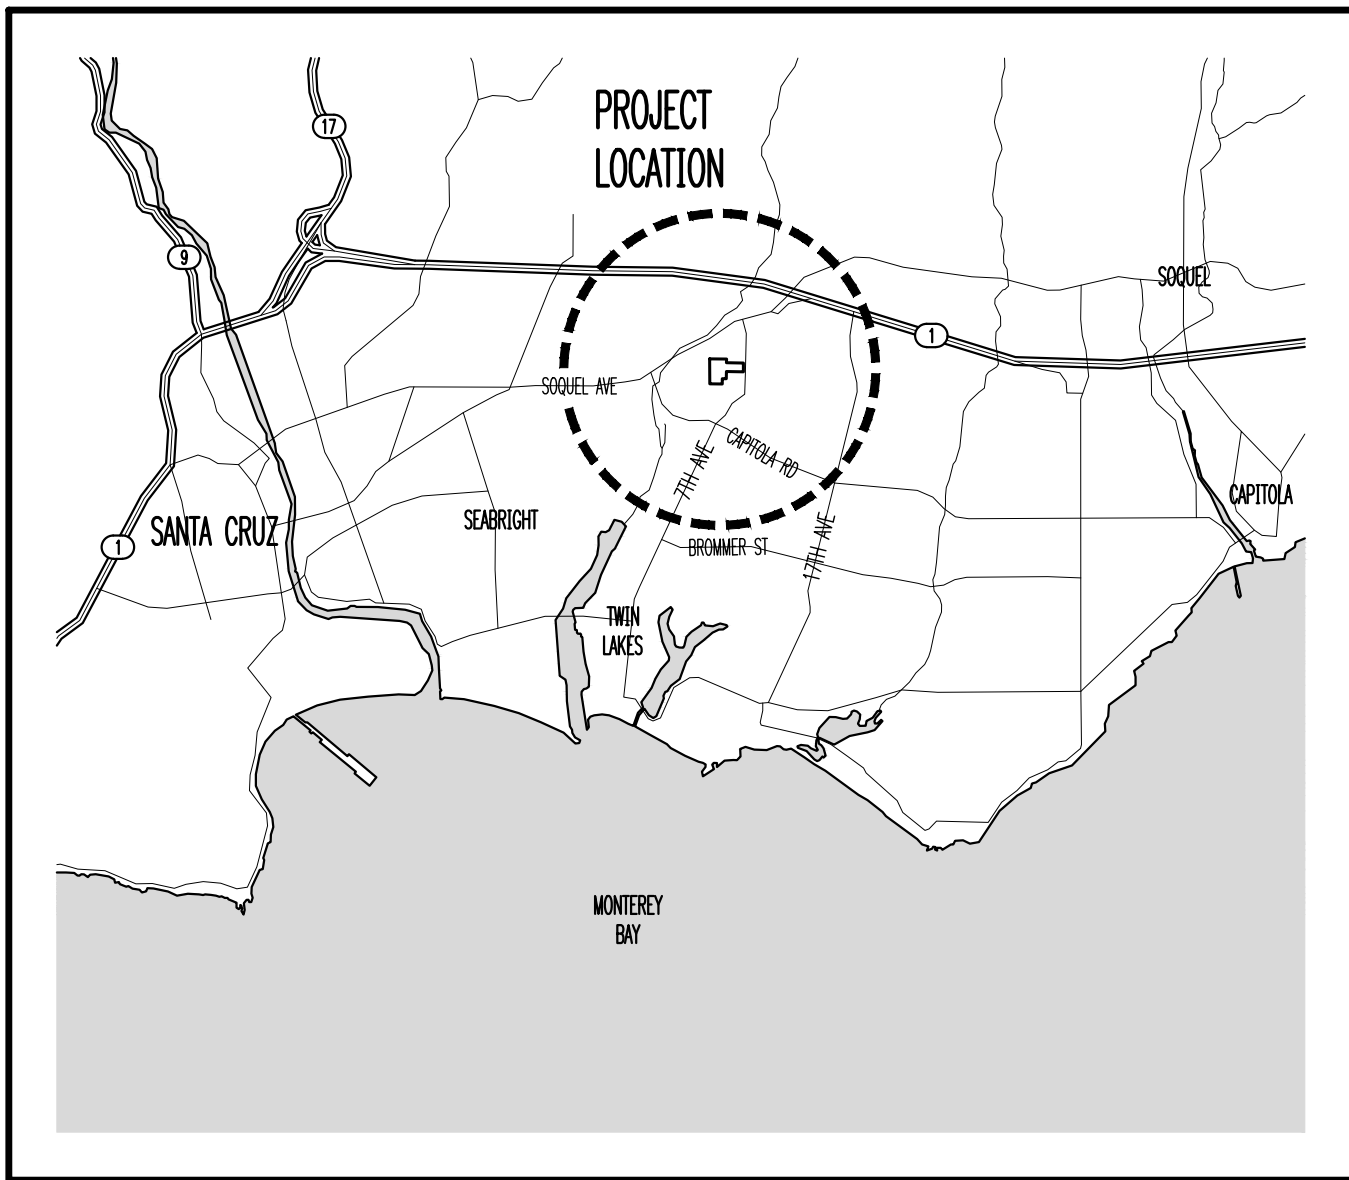 PROJECT
LOCATION
17
9
SOQUEL
1
SOQUEL AVE
CAPITOLA RD
7TH AVE
CAPITOLA
SEABRIGHT
SANTA CRUZ
1
BROMMER ST
17TH AVE
TWIN
LAKES
MONTEREY
BAY